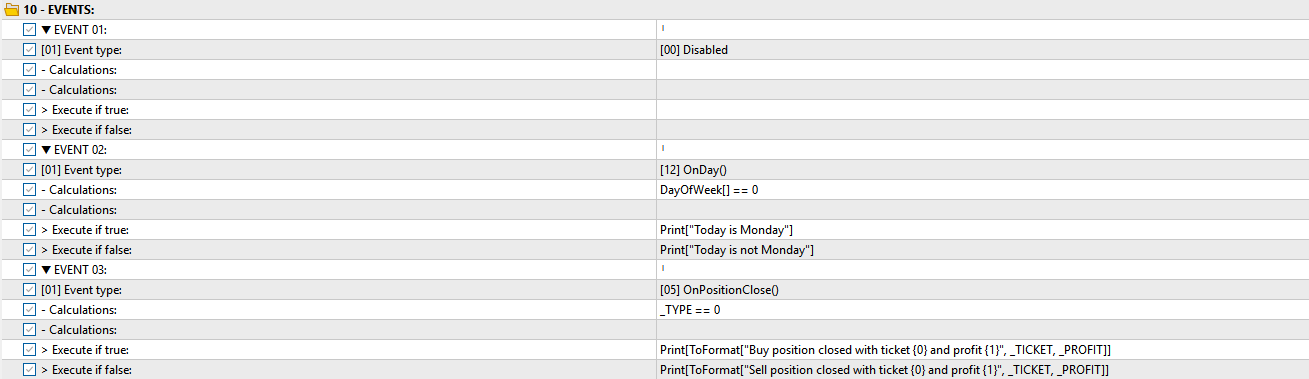 10 - EVENTS:
▼ EVENT 01:
[01] Event type: [00] Disabled
- Calculations:
- Calculations:
> Execute if true:
> Execute if false:
▼ EVENT 02:
[01] Event type: [12] OnDay()
- Calculations: DayOfWeek[] == 0
- Calculations:
> Execute if true: Print["Today is Monday"]
> Execute if false: Print["Today is not Monday"]
▼ EVENT 03:
[01] Event type: [05] OnPositionClose()
- Calculations: _TYPE == 0
- Calculations:
> Execute if true: Print[ToFormat["Buy position closed with ticket {0} and profit {1}", _TICKET, _PROFIT]]
> Execute if false: Print[ToFormat["Sell position closed with ticket {0} and profit {1}", _TICKET, _PROFIT]]